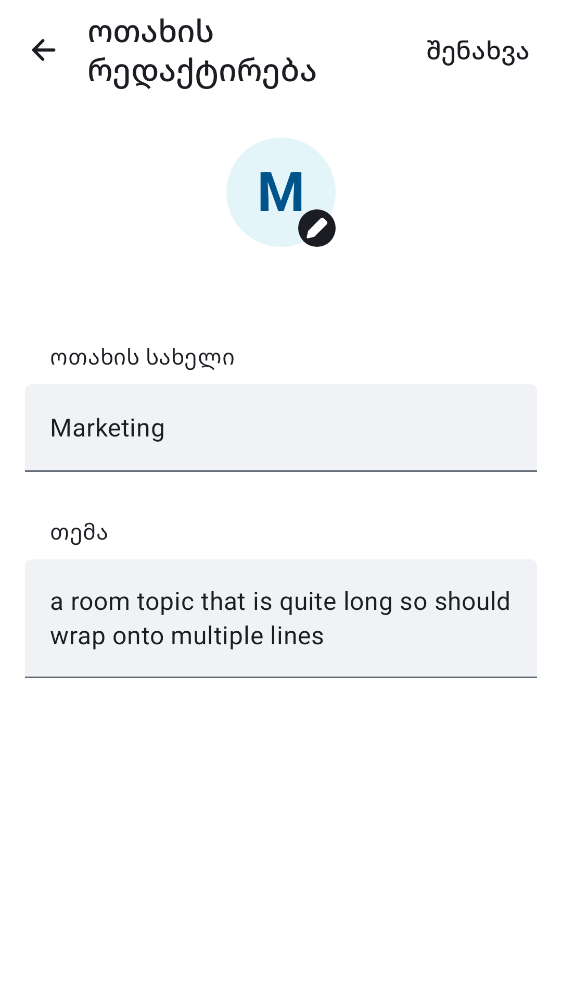 ოთახის
რედაქტირება
შენახვა
M
ოთახის სახელი
Marketing
თემა
a room topic that is quite long so should
wrap onto multiple lines